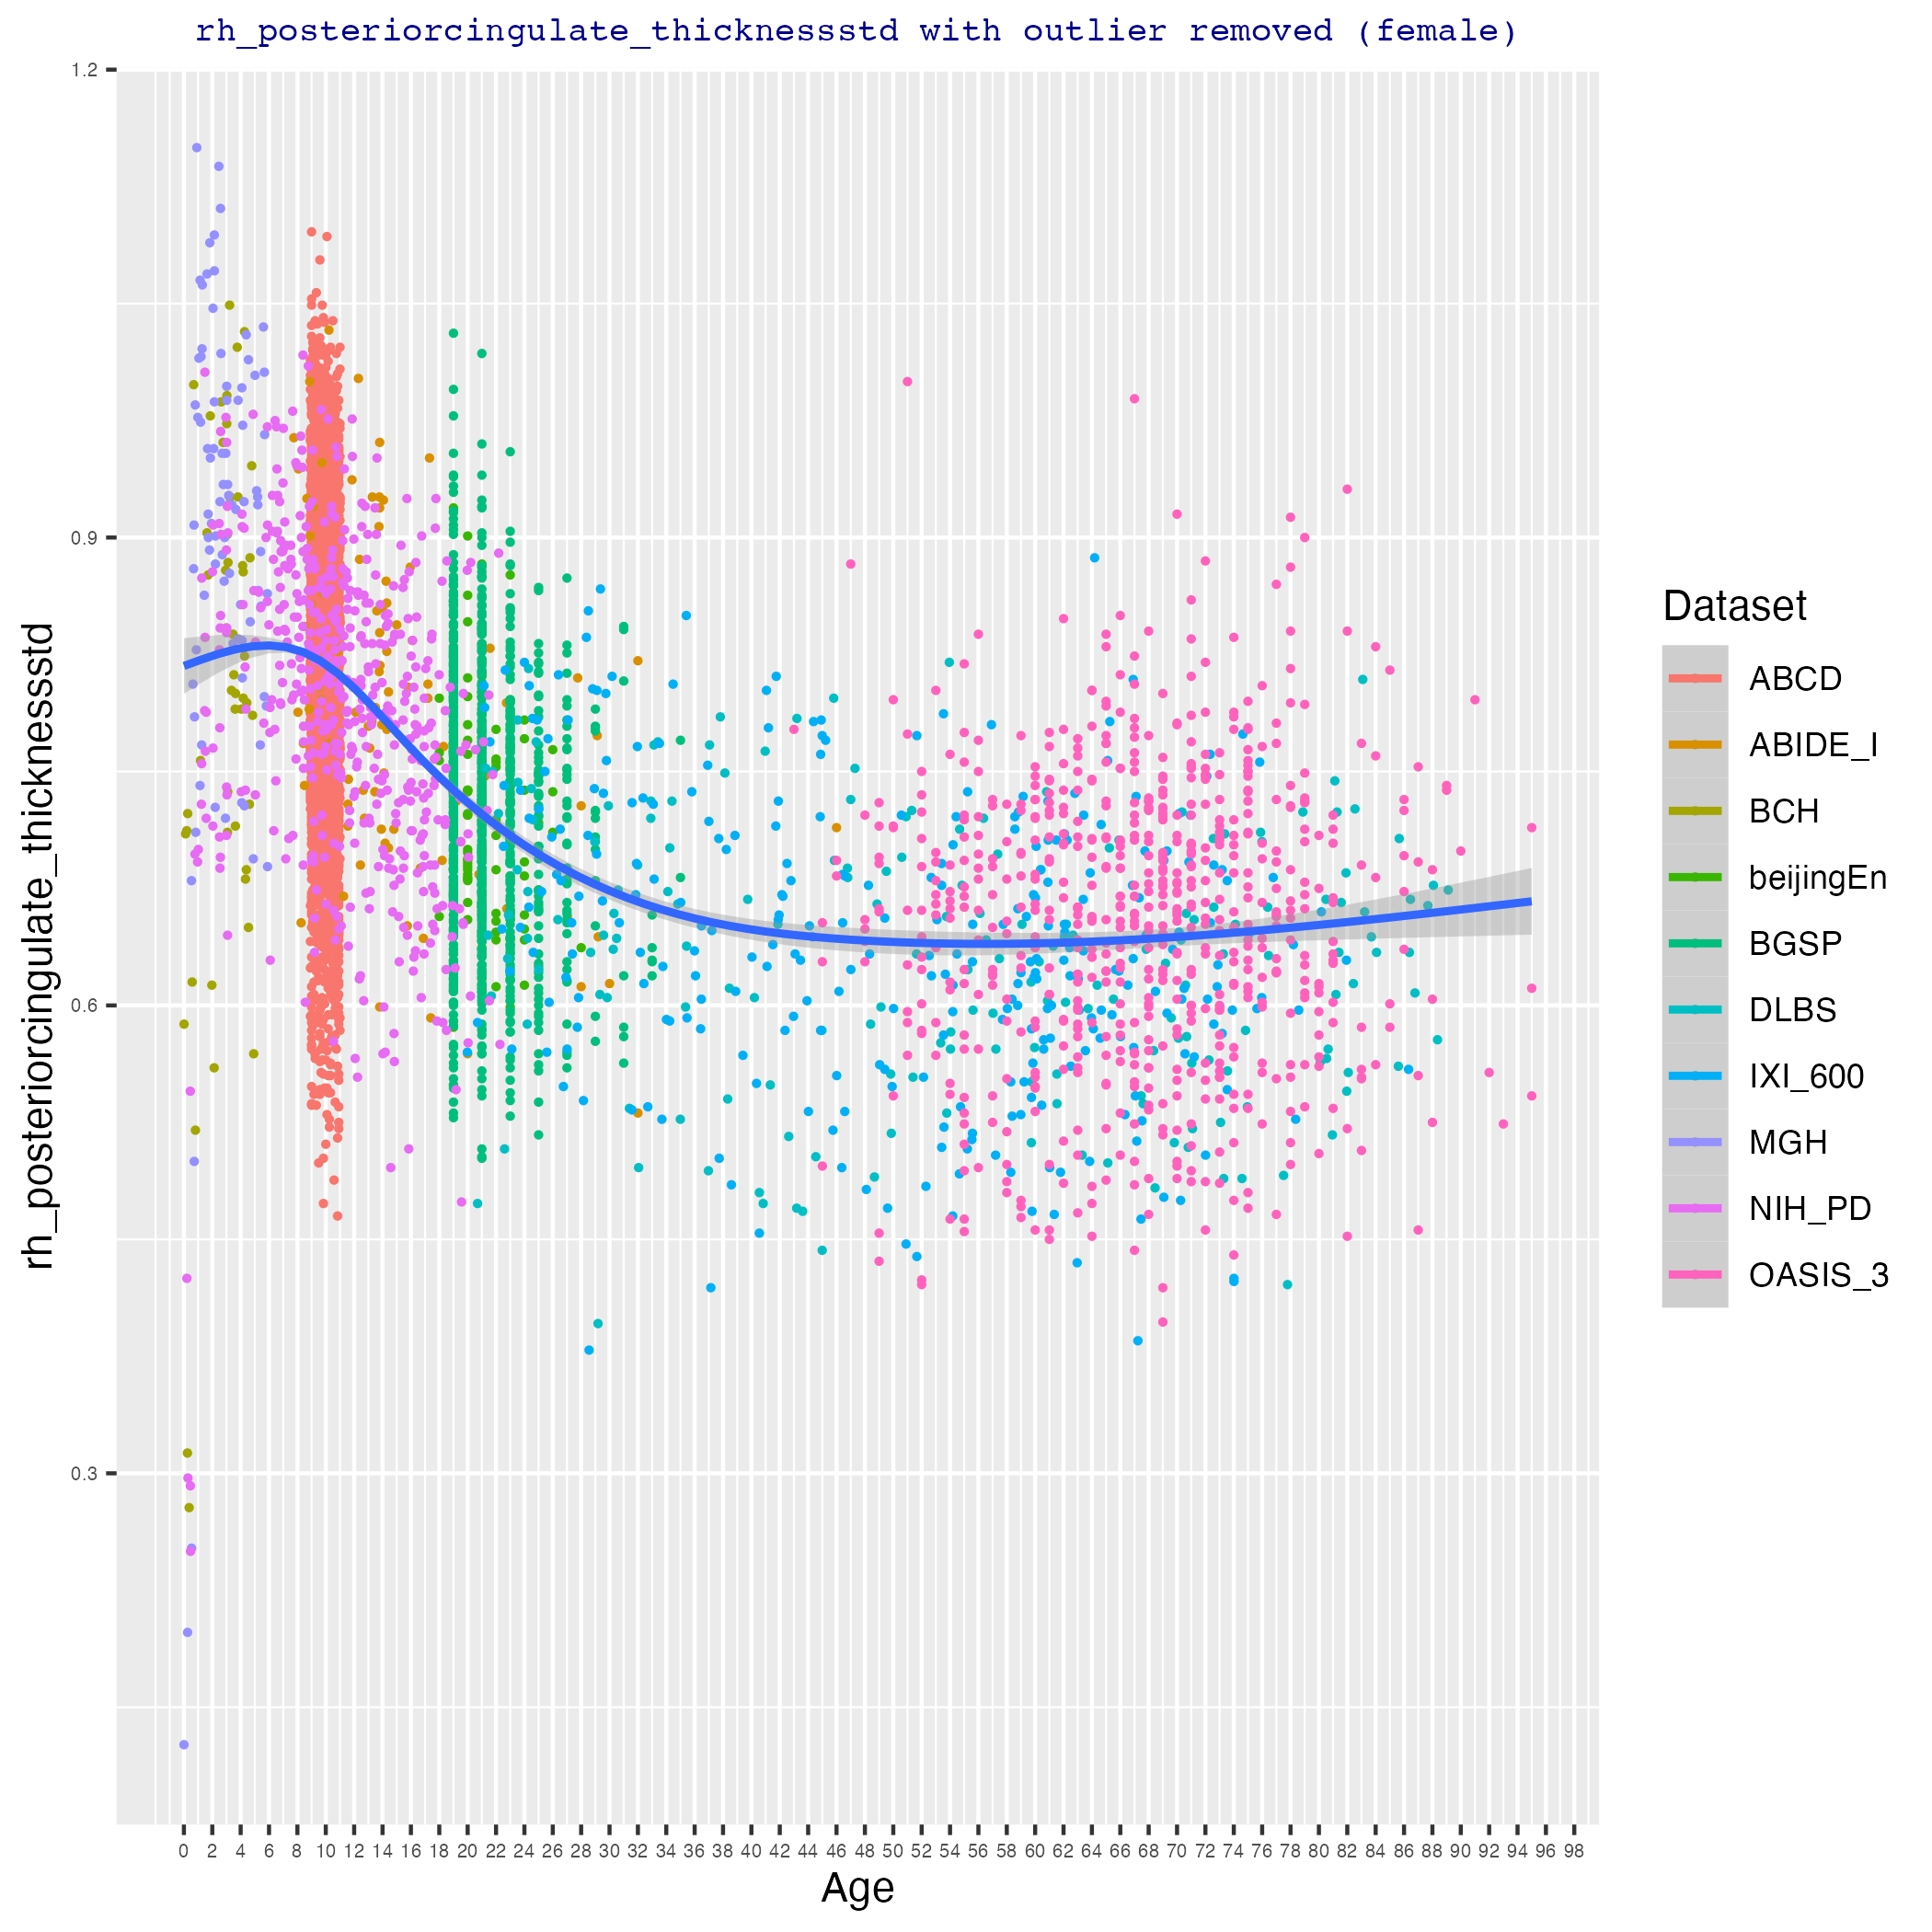 rh_posteriorcingulate_thicknessstd with outlier removed (female)
rh_posteriorcingulate_thicknessstd
1.2
0.9
0.6
0.3
0 2 4 6 8 10 12 14 16 18 20 22 24 26 28 30 32 34 36 38 40 42 44 46 48 50 52 54 56 58 60 62 64 66 68 70 72 74 76 78 80 82 84 86 88 90 92 94 96 98
Age
Dataset
ABCD
ABIDE_I
BCH
beijingEn
BGSP
DLBS
IXI_600
MGH
NIH_PD
OASIS_3